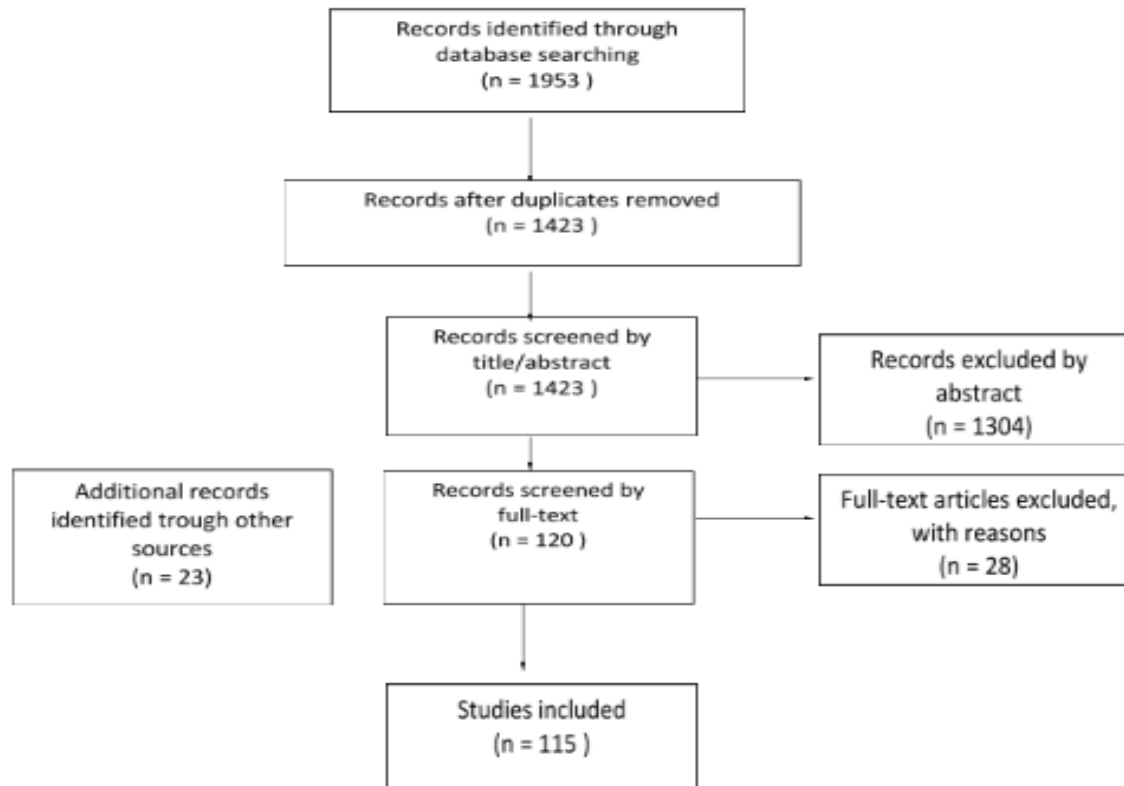 Records identified through
database searching
(n = 1953 )
Records after duplicates removed
(n = 1423 )
Records screened by
title/abstract
(n = 1423 )
Records excluded by
abstract
(n = 1304)
Additional records
identified trough other
sources
(n = 23)
Records screened by
full-text
(n = 120 )
Full-text articles excluded,
with reasons
(n = 28)
Studies included
(n = 115 )